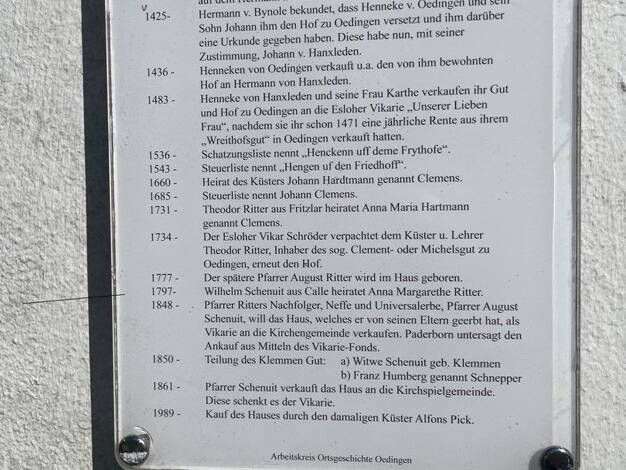 auf dem Hermann
1425- Hermann v. Bynole bekundet, dass Henneke v. Oedingen und sein
Sohn Johann ihm den Hof zu Oedingen versetzt und ihm darüber
eine Urkunde gegeben haben. Diese habe nun, mit seiner
Zustimmung, Johann v. Hanxleden.
1436 - Henneken von Oedingen verkauft u.a. den von ihm bewohnten
Hof an Hermann von Hanxleden.
1483 - Henneke von Hanxleden und seine Frau Karthe verkaufen ihr Gut
und Hof zu Oedingen an die Esloher Vikarie „Unserer Lieben
Frau“, nachdem sie ihr schon 1471 eine jährliche Rente aus ihrem
„Wreithofsgut“ in Oedingen verkauft hatten.
1536 - Schatzungsliste nennt „Henckenn uff deme Frythofe“.
1543 - Steuerliste nennt „Hengen uf den Friedhoff“.
1660 - Heirat des Küsters Johann Hardtmann genannt Clemens.
1685 - Steuerliste nennt Johann Clemens.
1731 - Theodor Ritter aus Fritzlar heiratet Anna Maria Hartmann
genannt Clemens.
1734 - Der Esloher Vikar Schröder verpachtet dem Küster u. Lehrer
Theodor Ritter, Inhaber des sog. Clement- oder Michelsgut zu
Oedingen, erneut den Hof.
1777 - Der spätere Pfarrer August Ritter wird im Haus geboren.
1797- Wilhelm Schenuit aus Calle heiratet Anna Margarethe Ritter.
1848 - Pfarrer Ritters Nachfolger, Neffe und Universalerbe, Pfarrer August
Schenuit, will das Haus, welches er von seinen Eltern geerbt hat, als
Vikarie an die Kirchengemeinde verkaufen. Paderborn untersagt den
Ankauf aus Mitteln des Vikarie-Fonds.
1850 - Teilung des Klemmen Gut: a) Witwe Schenuit geb. Klemmen
b) Franz Humberg genannt Schnepper
1861 - Pfarrer Schenuit verkauft das Haus an die Kirchspielgemeinde.
Diese schenkt es der Vikarie.
1989 - Kauf des Hauses durch den damaligen Küster Alfons Pick.
Arbeitskreis Ortsgeschichte Oedingen